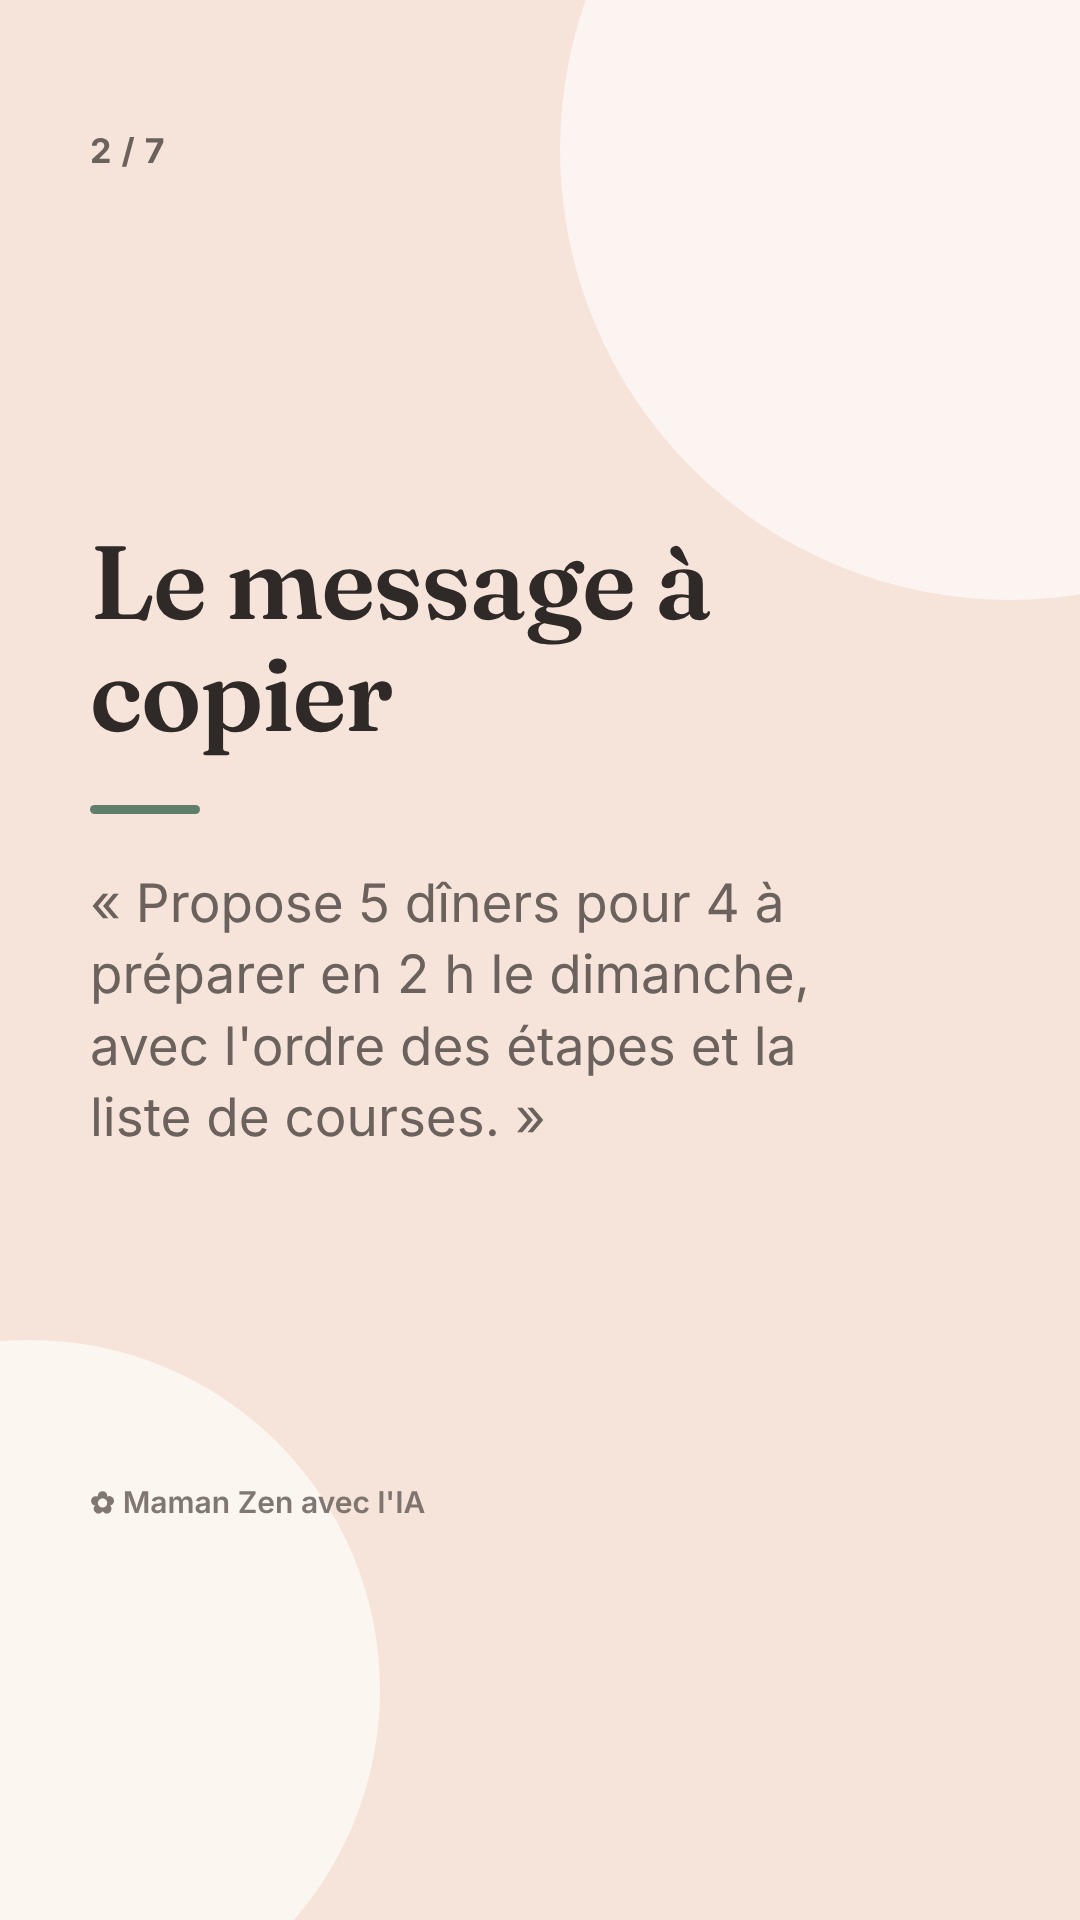 2 / 7
Le message à
copier
« Propose 5 dîners pour 4 à
préparer en 2 h le dimanche,
avec l'ordre des étapes et la
liste de courses. »
✿ Maman Zen avec l'IA